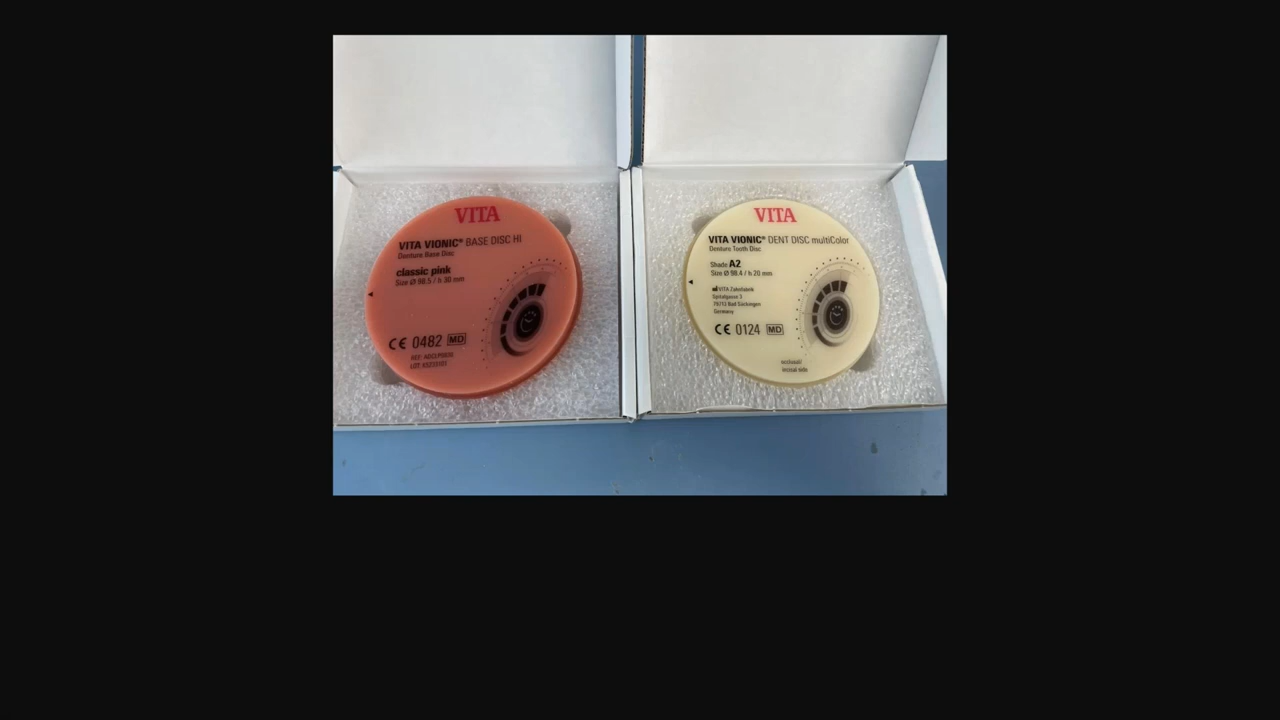 VITA
VITA VIONIC® BASE DISC HI
Denture Base Disc
classic pink
Size Ø 98.5 / h 30 mm
CE 0482 MD
VITA
VITA VIONIC® DENT DISC multiColor
Denture Tooth Disc
Shade A2
Size Ø 98.4 / h 20 mm
VITA Zahnfabrik
Spitalgasse 3
79713 Bad Säckingen
Germany
CE 0124 MD
occlusal/
incisal side